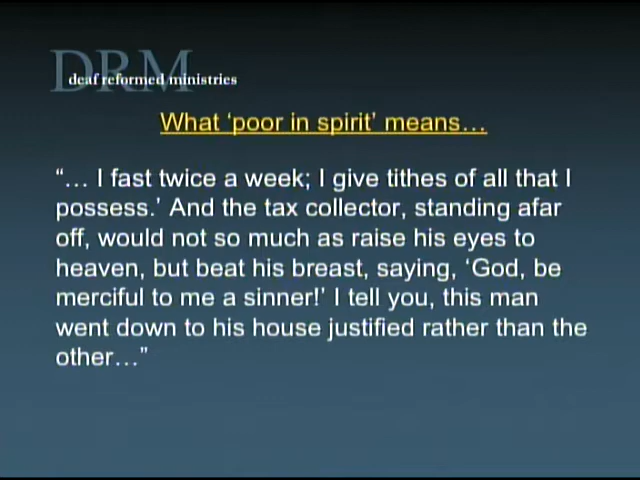 DRM
deaf reformed ministries
What ‘poor in spirit’ means…
“… I fast twice a week; I give tithes of all that I
possess.’ And the tax collector, standing afar
off, would not so much as raise his eyes to
heaven, but beat his breast, saying, ‘God, be
merciful to me a sinner!’ I tell you, this man
went down to his house justified rather than the
other…”